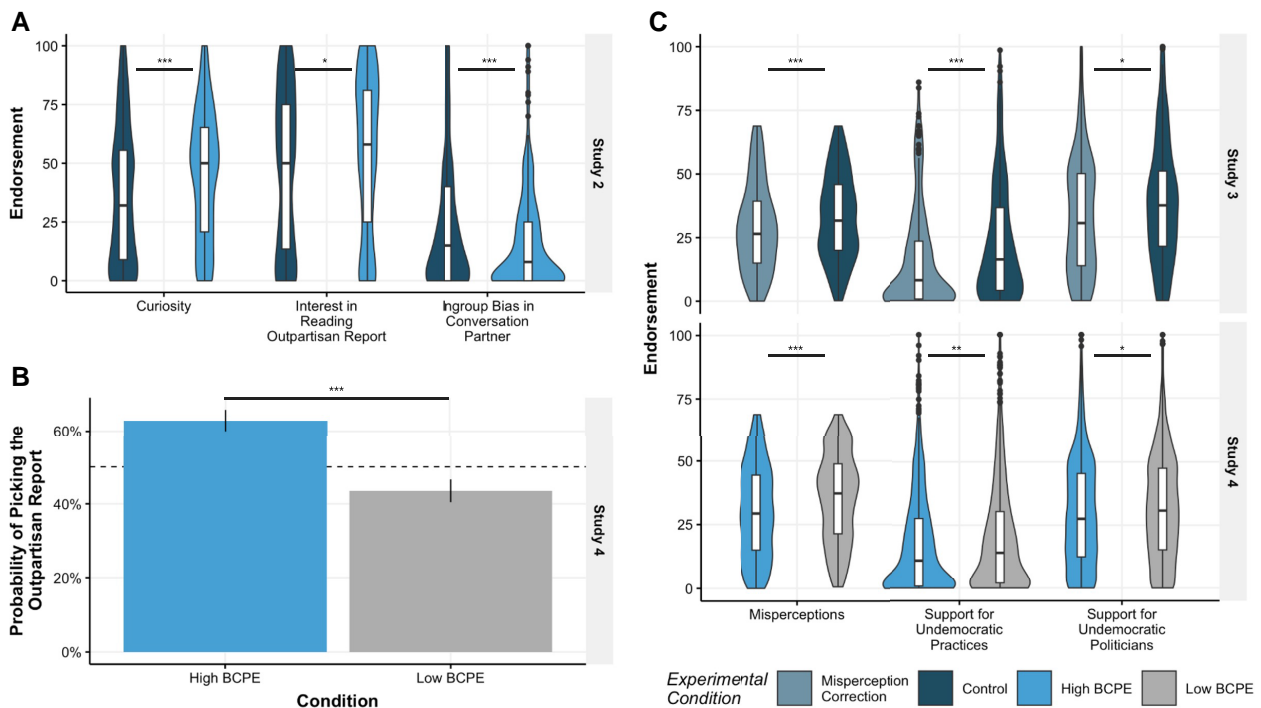 A
Endorsement
100
75
50
25
0
***
*
***
Study 2
Curiosity
Interest in
Reading
Outpartisan Report
Ingroup Bias in
Conversation
Partner
B
Probability of Picking the
Outpartisan Report
60%
40%
20%
0%
***
Study 4
High BCPE
Low BCPE
Condition
C
Endorsement
100
75
50
25
0
***
***
*
Study 3
100
75
50
25
0
***
**
*
Study 4
Misperceptions
Support for
Undemocratic
Practices
Support for
Undemocratic
Politicians
Experimental
Condition
Misperception
Correction
Control
High BCPE
Low BCPE